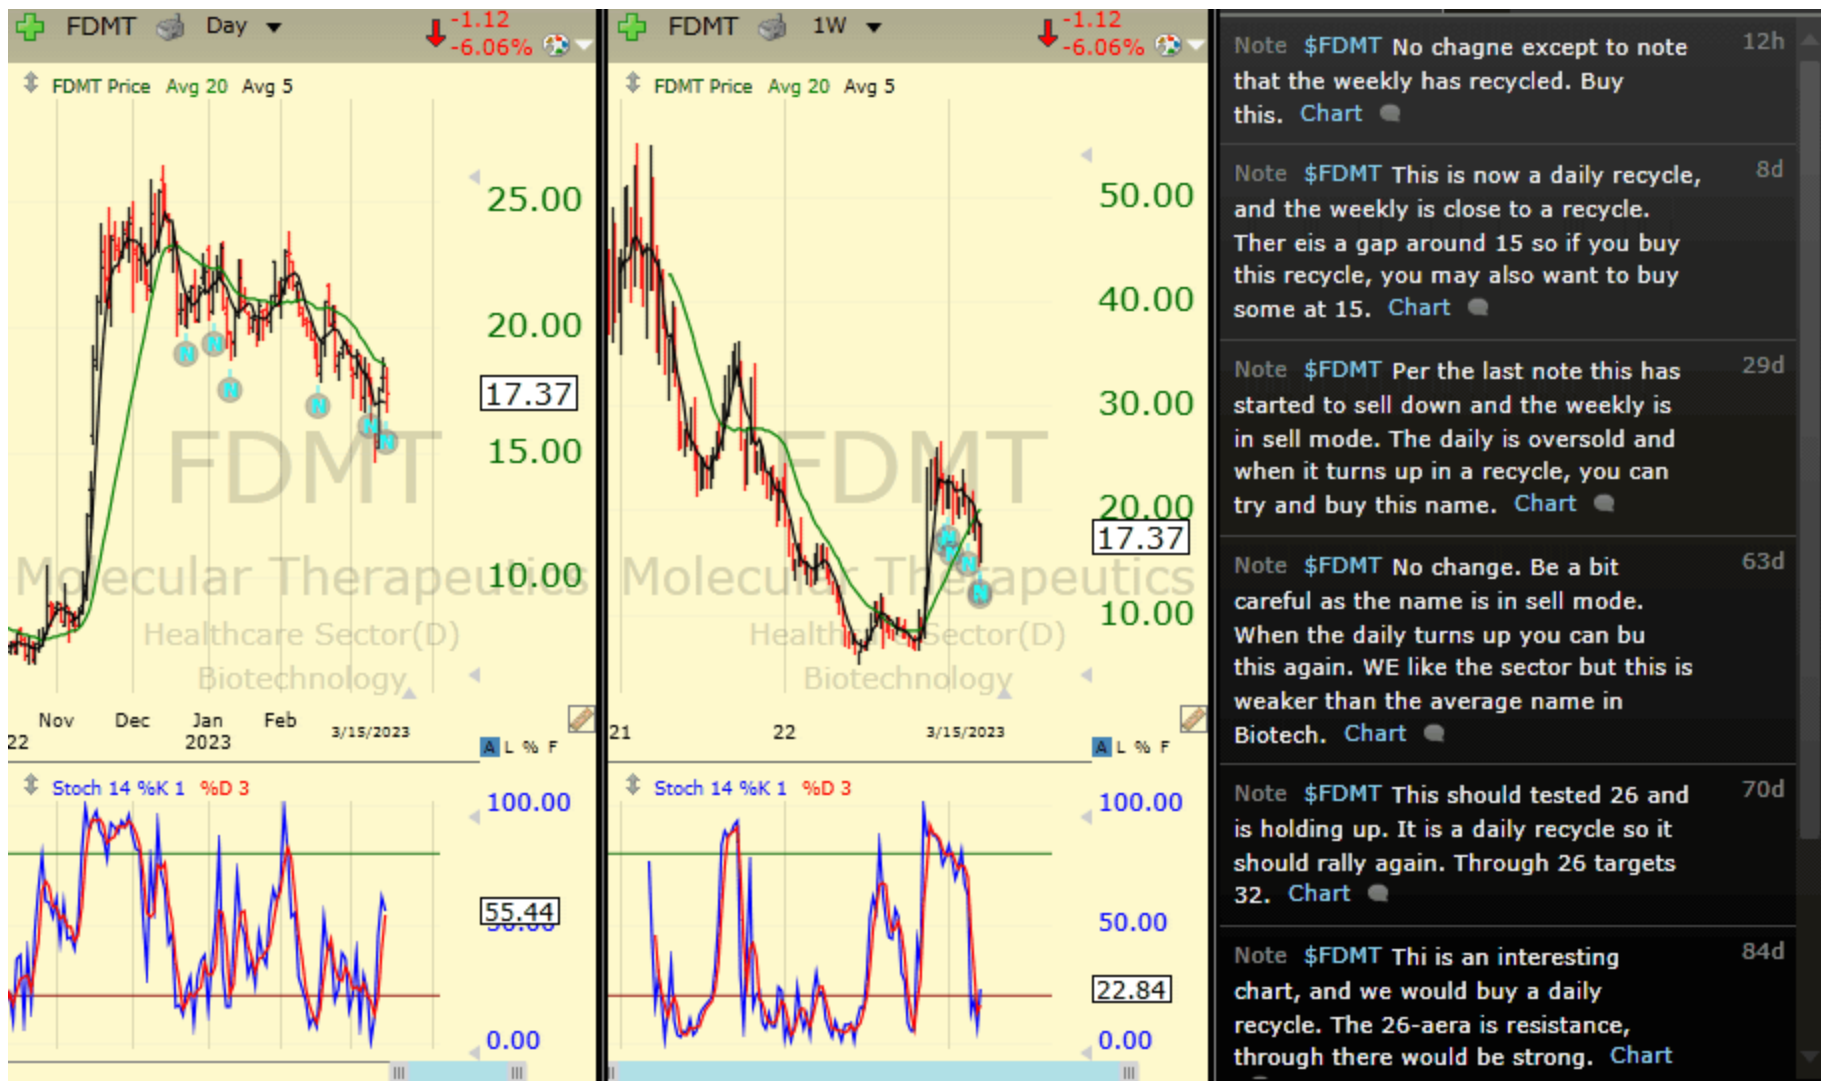 FDMT Day
-1.12
-6.06%
FDMT Price Avg 20 Avg 5
25.00
20.00
17.37
15.00
10.00
FDMT
Molecular Therapeutics
Healthcare Sector(D)
Biotechnology
N
N
N
N
N
N
Nov Dec Jan Feb
22 2023 3/15/2023
A L % F
Stoch 14 %K 1 %D 3
100.00
55.44
50.00
0.00
FDMT 1W
-1.12
-6.06%
FDMT Price Avg 20 Avg 5
50.00
40.00
30.00
20.00
17.37
10.00
FDMT
Molecular Therapeutics
Healthcare Sector(D)
Biotechnology
N
N
N
N
21 22 3/15/2023
A L % F
Stoch 14 %K 1 %D 3
100.00
50.00
22.84
0.00
Note $FDMT No chagne except to note 12h
that the weekly has recycled. Buy
this. Chart
Note $FDMT This is now a daily recycle, 8d
and the weekly is close to a recycle.
Ther eis a gap around 15 so if you buy
this recycle, you may also want to buy
some at 15. Chart
Note $FDMT Per the last note this has 29d
started to sell down and the weekly is
in sell mode. The daily is oversold and
when it turns up in a recycle, you can
try and buy this name. Chart
Note $FDMT No change. Be a bit 63d
careful as the name is in sell mode.
When the daily turns up you can bu
this again. WE like the sector but this is
weaker than the average name in
Biotech. Chart
Note $FDMT This should tested 26 and 70d
is holding up. It is a daily recycle so it
should rally again. Through 26 targets
32. Chart
Note $FDMT Thi is an interesting 84d
chart, and we would buy a daily
recycle. The 26-aera is resistance,
through there would be strong. Chart